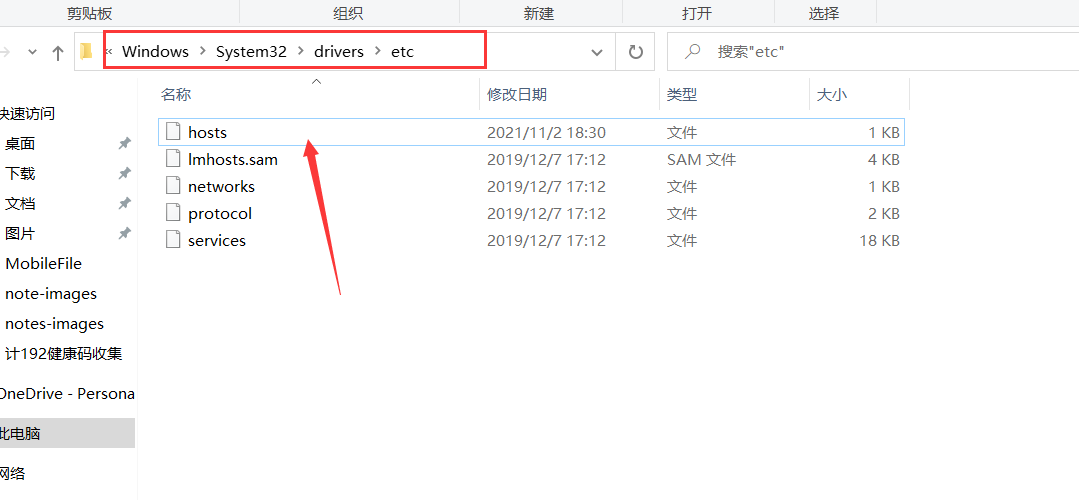 剪贴板 组织 新建 打开 选择
« Windows › System32 › drivers › etc 搜索"etc"
名称 修改日期 类型 大小
快速访问
桌面
下载
文档
图片
MobileFile
note-images
notes-images
计192健康码收集
OneDrive - Persona
此电脑
网络
hosts 2021/11/2 18:30 文件 1 KB
lmhosts.sam 2019/12/7 17:12 SAM 文件 4 KB
networks 2019/12/7 17:12 文件 1 KB
protocol 2019/12/7 17:12 文件 2 KB
services 2019/12/7 17:12 文件 18 KB